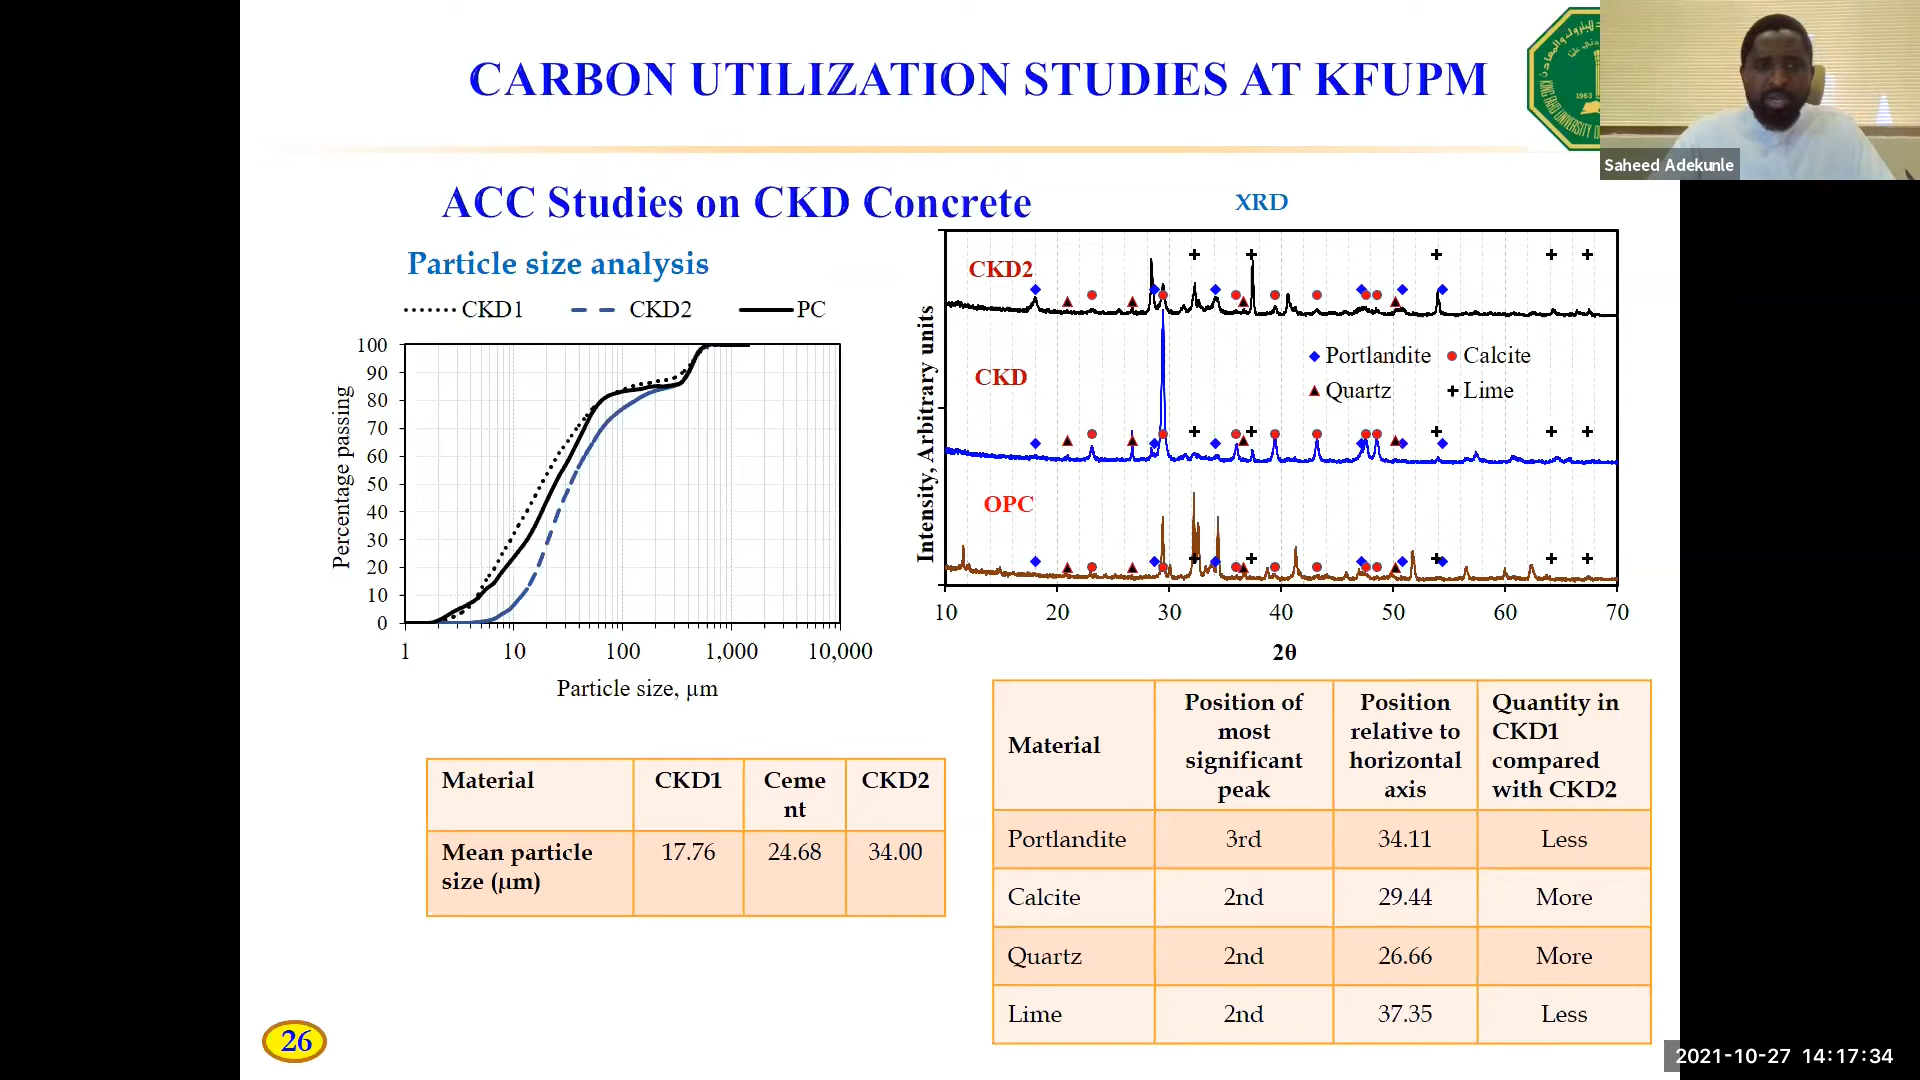 CARBON UTILIZATION STUDIES AT KFUPM
1963
Saheed Adekunle
ACC Studies on CKD Concrete
Particle size analysis
CKD1 CKD2 PC
100
90
80
70
60
50
40
30
20
10
0
Percentage passing
1 10 100 1,000 10,000
Particle size, µm
XRD
CKD2
CKD
OPC
Portlandite Calcite
Quartz Lime
Intensity, Arbitrary units
10 20 30 40 50 60 70
2θ
Material CKD1 Ceme CKD2
nt
Mean particle 17.76 24.68 34.00
size (µm)
Material
Position of
most
significant
peak
Position
relative to
horizontal
axis
Quantity in
CKD1
compared
with CKD2
Portlandite 3rd 34.11 Less
Calcite 2nd 29.44 More
Quartz 2nd 26.66 More
Lime 2nd 37.35 Less
26
2021-10-27 14:17:34